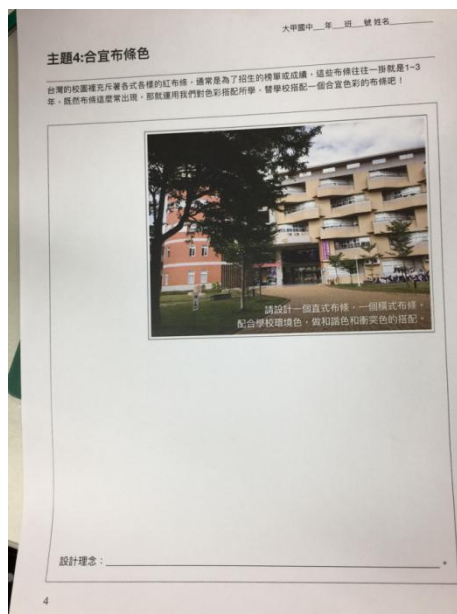 大甲國中__年__班__號 姓名________
主題4:合宜布條色
台灣的校園裡充斥著各式各樣的紅布條，通常是為了招生的榜單或成績，這些布條往往一掛就是1~3
年，既然布條這麼常出現，那就運用我們對色彩搭配所學，替學校搭配一個合宜色彩的布條吧！
請設計一個直式布條，一個橫式布條，
配合學校環境色，做和諧色和衝突色的搭配。
設計理念：________________。
4